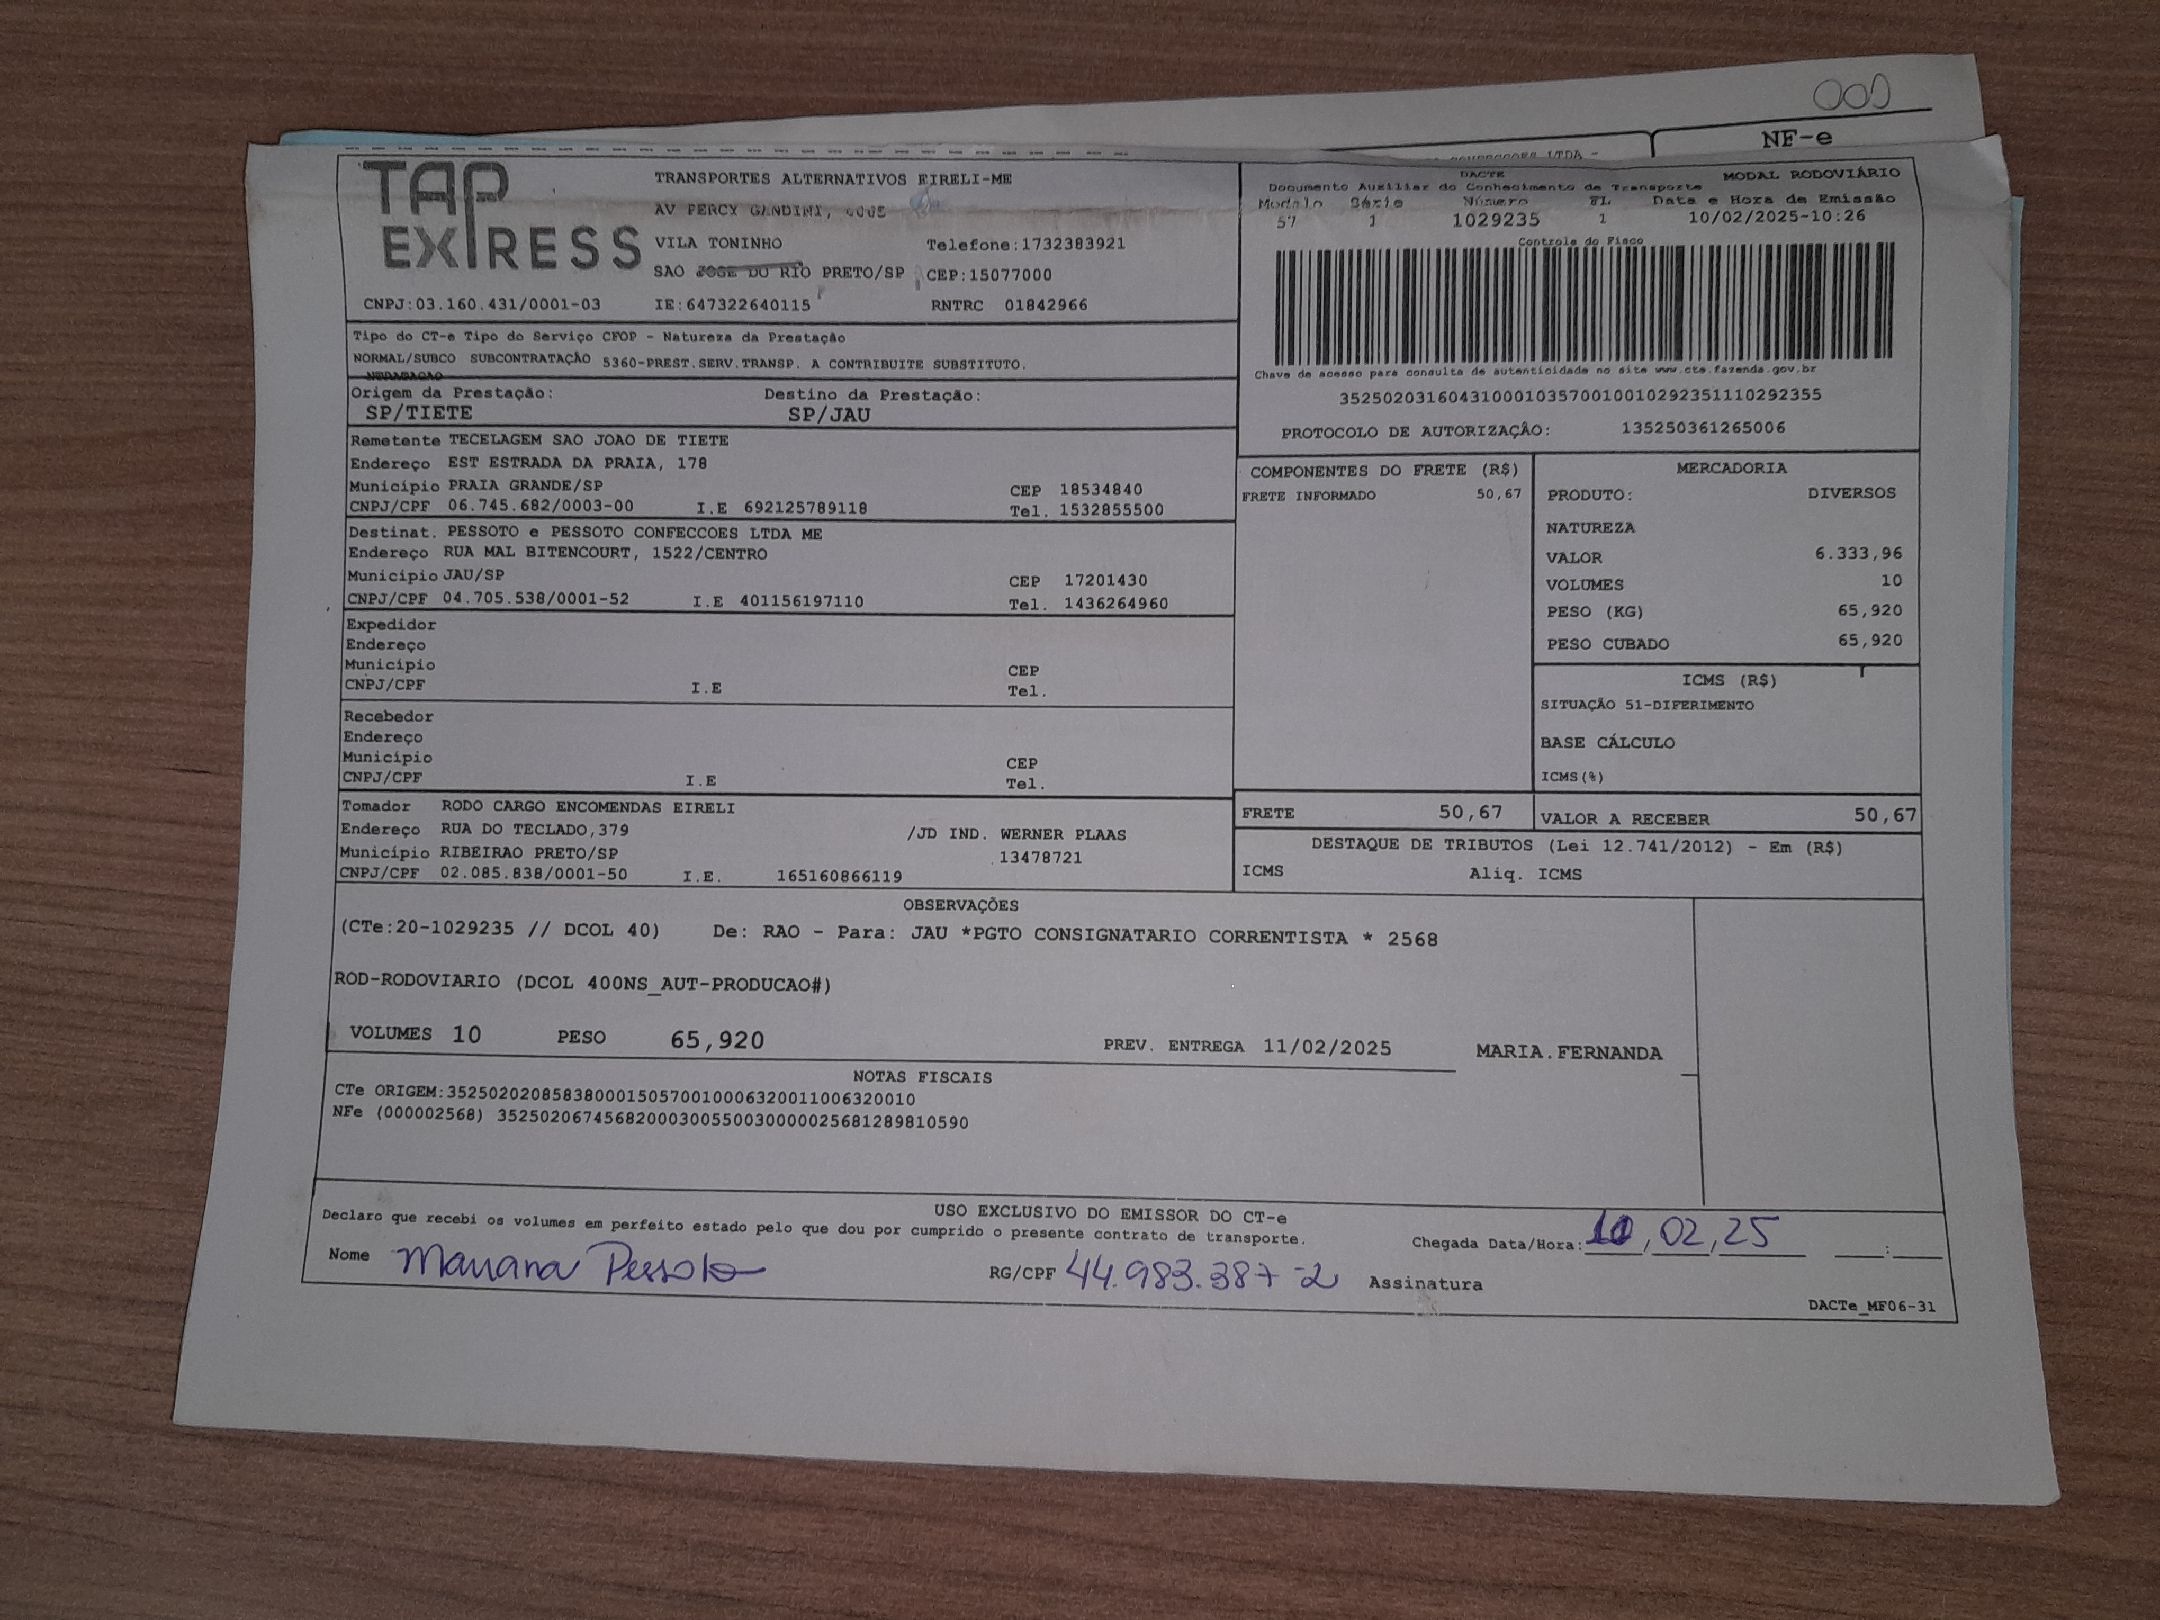 NF-e
TAP
EXPRESS
TRANSPORTES ALTERNATIVOS EIRELI-ME
AV PERCY GANDINI,
VILA TONINHO Telefone:1732383921
SAO JOSE DO RIO PRETO/SP CEP:15077000
CNPJ:03.160.431/0001-03 IE:647322640115 RNTRC 01842966
DACTE MODAL RODOVIÁRIO
Documento Auxiliar do Conhecimento de Transporte
Modelo Série Número FL Data e Hora de Emissão
57 1 1029235 1 10/02/2025-10:26
Controle do Fisco
Chave de acesso para consulta de autenticidade no site www.cte.fazenda.gov.br
35250203160431000103570010010292351110292355
PROTOCOLO DE AUTORIZAÇÂO: 135250361265006
Tipo do CT-e Tipo do Serviço CFOP - Natureza da Prestação
NORMAL/SUBCO SUBCONTRATAÇÃO 5360-PREST.SERV.TRANSP. A CONTRIBUITE SUBSTITUTO.
Origem da Prestação: Destino da Prestação:
SP/TIETE SP/JAU
Remetente TECELAGEM SAO JOAO DE TIETE
Endereço EST ESTRADA DA PRAIA, 178
Município PRAIA GRANDE/SP CEP 18534840
CNPJ/CPF 06.745.682/0003-00 I.E 692125789118 Tel. 1532855500
Destinat. PESSOTO e PESSOTO CONFECCOES LTDA ME
Endereço RUA MAL BITENCOURT, 1522/CENTRO
Município JAU/SP CEP 17201430
CNPJ/CPF 04.705.538/0001-52 I.E 401156197110 Tel. 1436264960
Expedidor
Endereço
Município CEP
CNPJ/CPF I.E Tel.
Recebedor
Endereço
Município CEP
CNPJ/CPF I.E Tel.
Tomador RODO CARGO ENCOMENDAS EIRELI
Endereço RUA DO TECLADO,379 /JD IND. WERNER PLAAS
Município RIBEIRAO PRETO/SP 13478721
CNPJ/CPF 02.085.838/0001-50 I.E. 165160866119
COMPONENTES DO FRETE (R$)
FRETE INFORMADO 50,67
MERCADORIA
PRODUTO: DIVERSOS
NATUREZA
VALOR 6.333,96
VOLUMES 10
PESO (KG) 65,920
PESO CUBADO 65,920
ICMS (R$)
SITUAÇÃO 51-DIFERIMENTO
BASE CÁLCULO
ICMS(%)
FRETE 50,67 VALOR A RECEBER 50,67
DESTAQUE DE TRIBUTOS (Lei 12.741/2012) - Em (R$)
ICMS Aliq. ICMS
OBSERVAÇÕES
(CTe:20-1029235 // DCOL 40) De: RAO - Para: JAU *PGTO CONSIGNATARIO CORRENTISTA * 2568
ROD-RODOVIARIO (DCOL 400NS_AUT-PRODUCAO#)
VOLUMES 10 PESO 65,920 PREV. ENTREGA 11/02/2025 MARIA.FERNANDA
NOTAS FISCAIS
CTe ORIGEM:35250202085838000150570010006320011006320010
NFe (000002568) 35250206745682000300550030000025681289810590
USO EXCLUSIVO DO EMISSOR DO CT-e
Declaro que recebi os volumes em perfeito estado pelo que dou por cumprido o presente contrato de transporte.
Chegada Data/Hora: 10,02,25 :
Nome Mariana Pessoto RG/CPF 44.983.387-2 Assinatura
DACTe_MF06-31